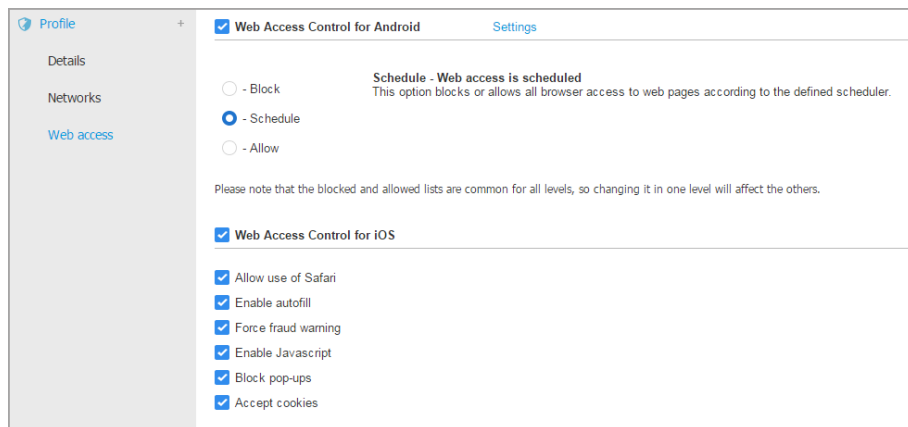 Profile +
Details
Networks
Web access
Web Access Control for Android Settings
- Block
- Schedule
- Allow
Schedule - Web access is scheduled
This option blocks or allows all browser access to web pages according to the defined scheduler.
Please note that the blocked and allowed lists are common for all levels, so changing it in one level will affect the others.
Web Access Control for iOS
Allow use of Safari
Enable autofill
Force fraud warning
Enable Javascript
Block pop-ups
Accept cookies